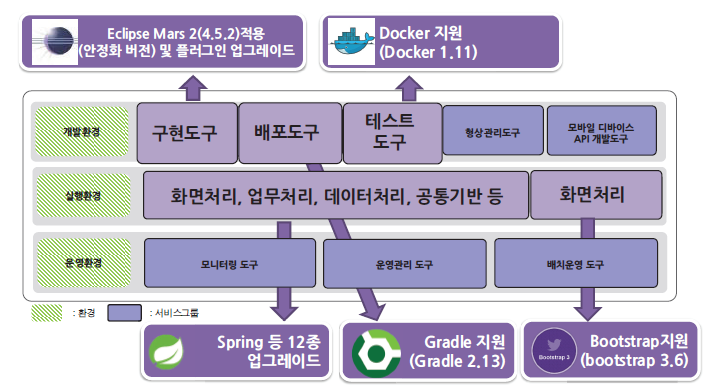 Eclipse Mars 2(4.5.2)적용
(안정화 버전) 및 플러그인 업그레이드
Docker 지원
(Docker 1.11)
개발환경
구현도구
배포도구
테스트
도구
형상관리도구
모바일 디바이스
API 개발도구
실행환경
화면처리, 업무처리, 데이터처리, 공통기반 등
화면처리
운영환경
모니터링 도구
운영관리 도구
배치운영 도구
: 환경
: 서비스그룹
Spring 등 12종
업그레이드
Gradle 지원
(Gradle 2.13)
Bootstrap 3
Bootstrap지원
(bootstrap 3.6)